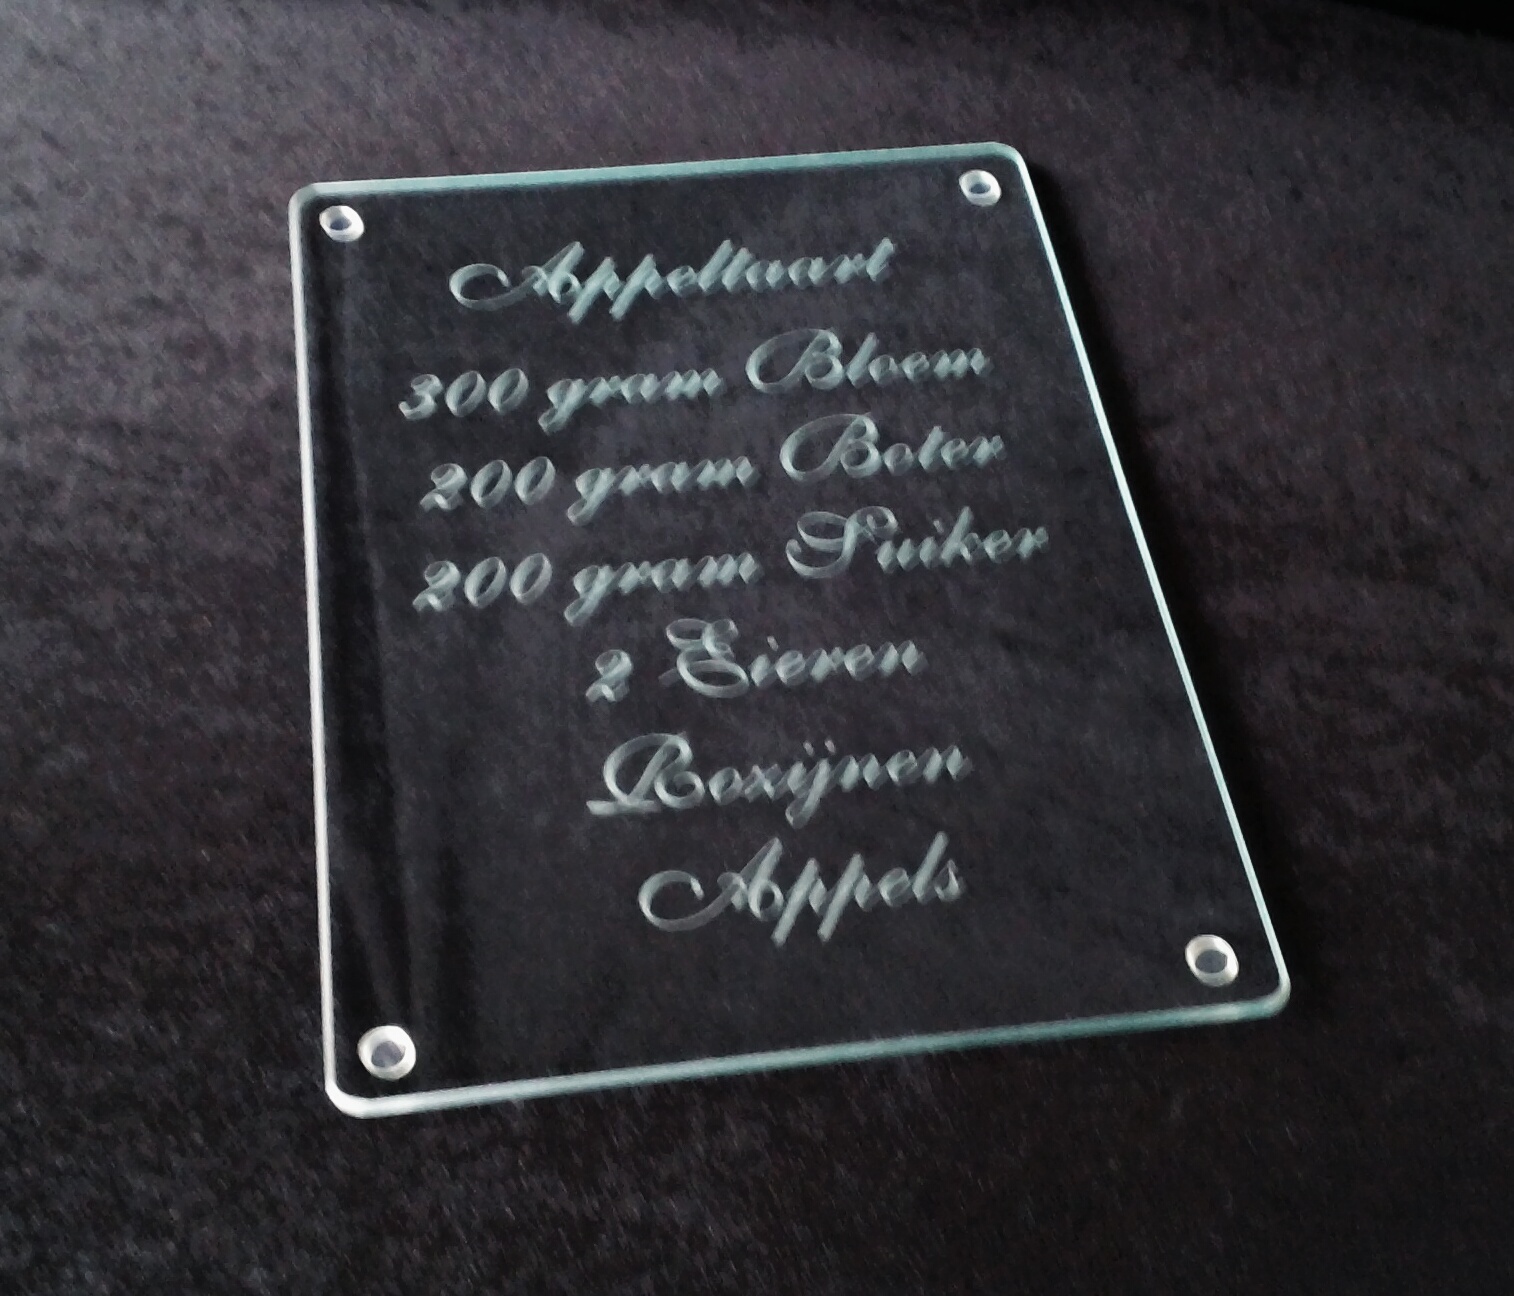 Appeltaart
300 gram Bloem
200 gram Boter
200 gram Suiker
2 Eieren
Rozijnen
Appels